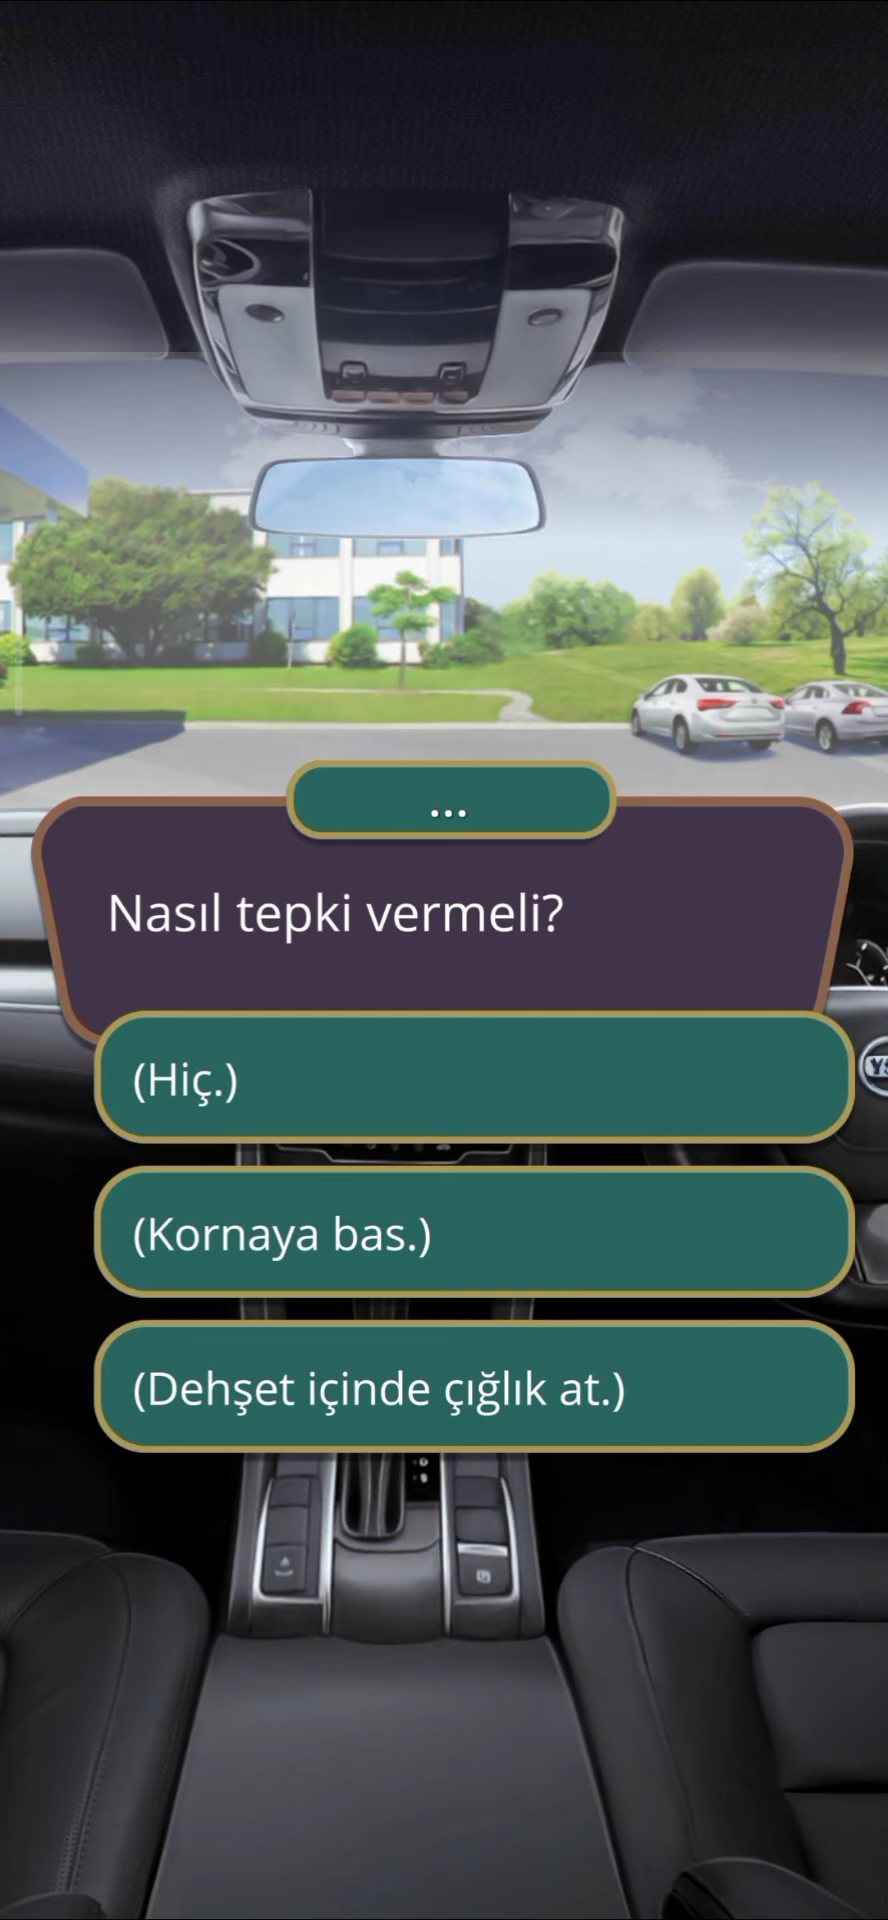 ...
Nasıl tepki vermeli?
(Hiç.)
(Kornaya bas.)
(Dehşet içinde çığlık at.)